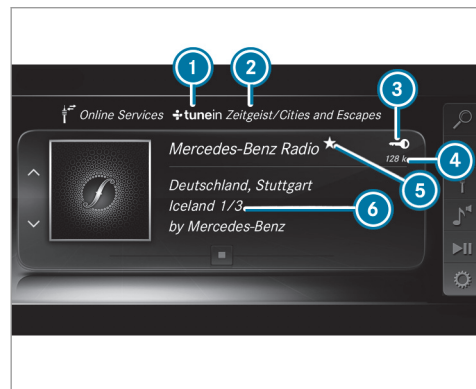 1
2
3
Online Services tunein Zeitgeist/Cities and Escapes
Mercedes-Benz Radio
128 k
4
5
Deutschland, Stuttgart
Iceland 1/3
6
by Mercedes-Benz